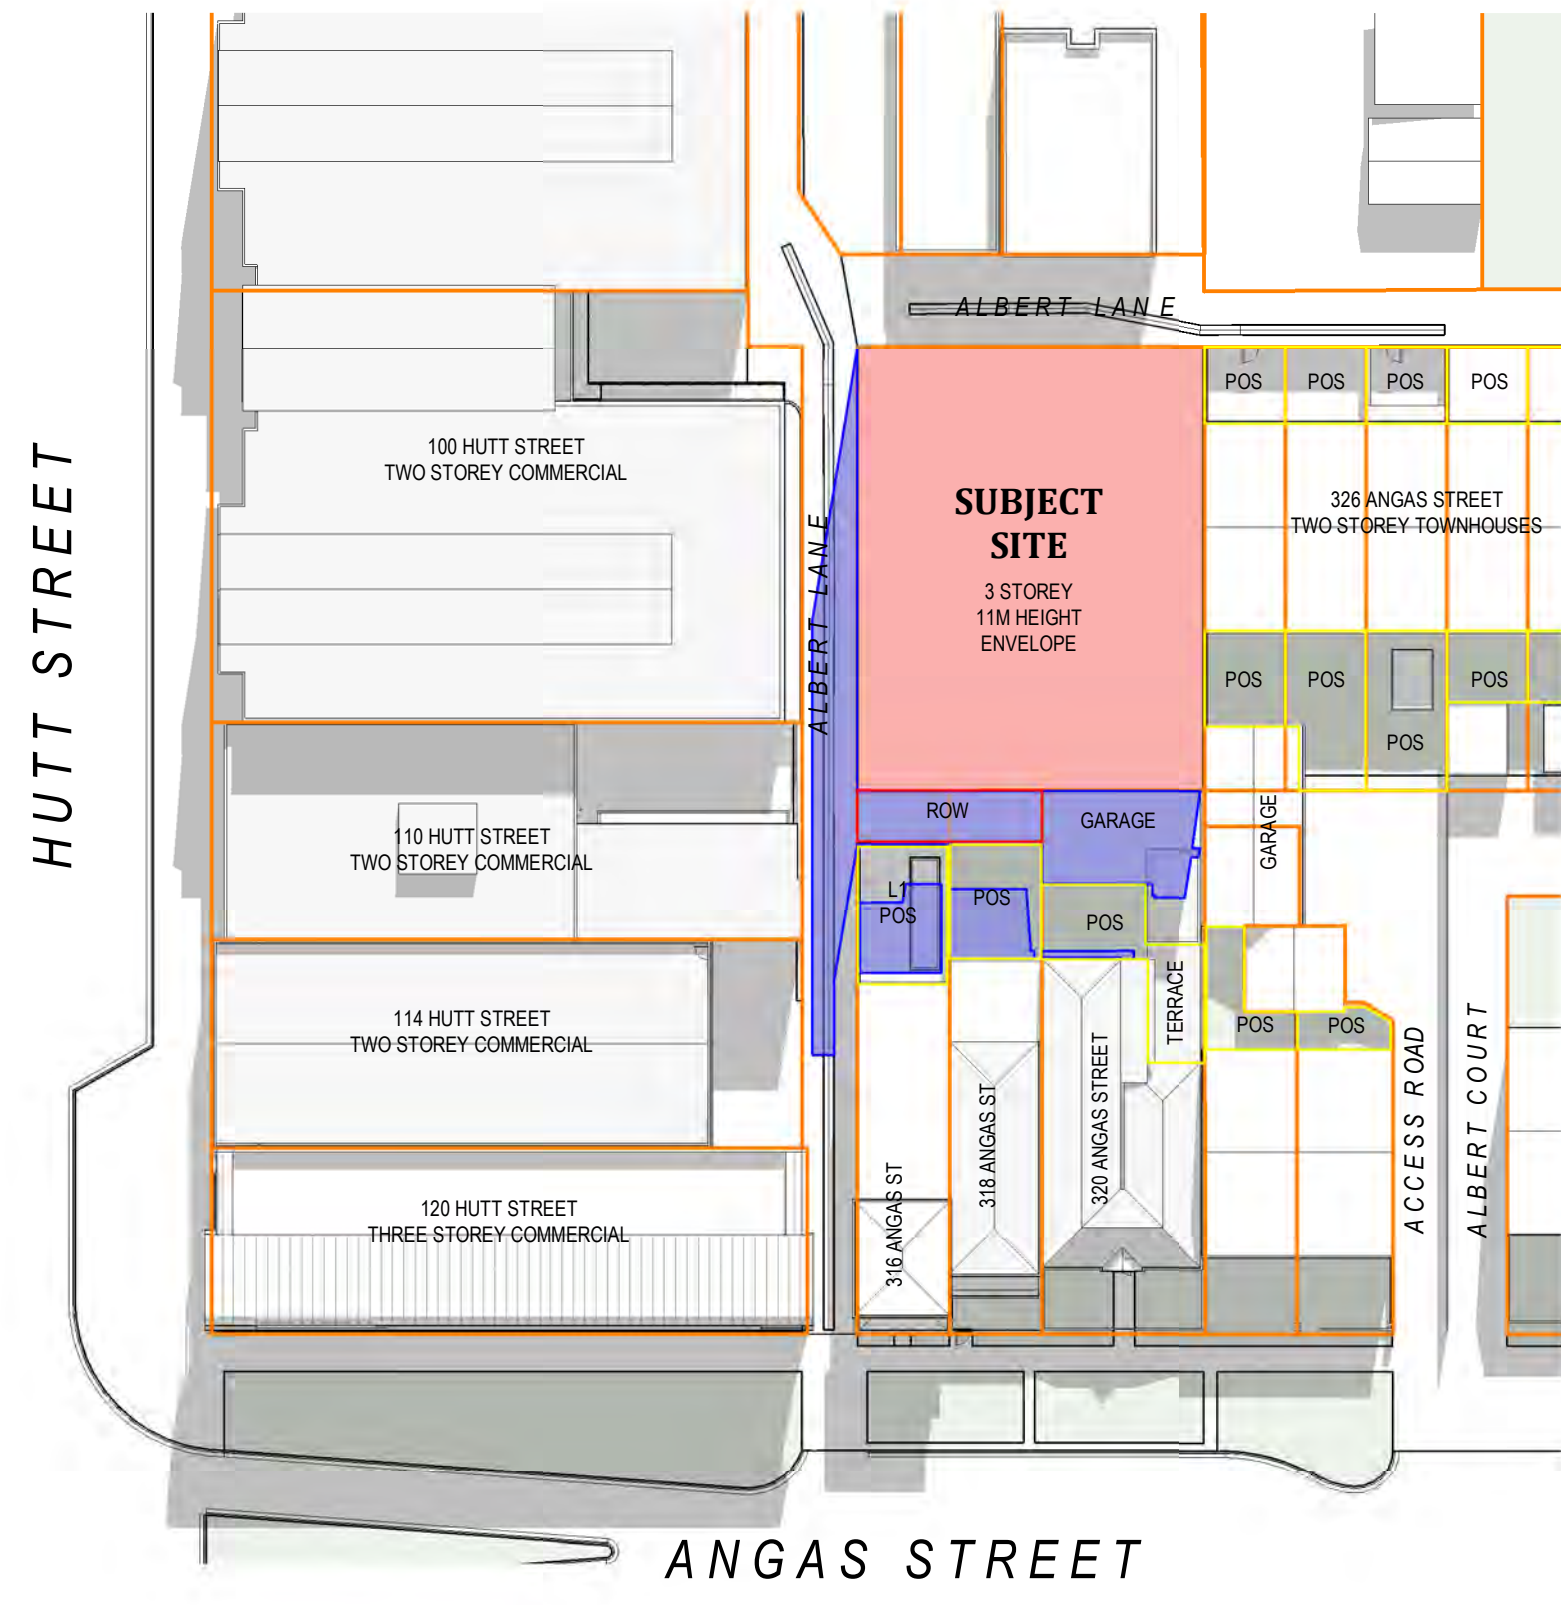 ALBERT LANE
POS
POS
POS
POS
HUTT STREET
100 HUTT STREET
TWO STOREY COMMERCIAL
ALBERT LANE
SUBJECT
SITE
3 STOREY
11M HEIGHT
ENVELOPE
326 ANGAS STREET
TWO STOREY TOWNHOUSES
POS
POS
POS
POS
110 HUTT STREET
TWO STOREY COMMERCIAL
ROW
GARAGE
GARAGE
L1
POS
POS
POS
114 HUTT STREET
TWO STOREY COMMERCIAL
TERRACE
POS
POS
120 HUTT STREET
THREE STOREY COMMERCIAL
316 ANGAS ST
318 ANGAS ST
320 ANGAS STREET
ACCESS ROAD
ALBERT COURT
ANGAS STREET